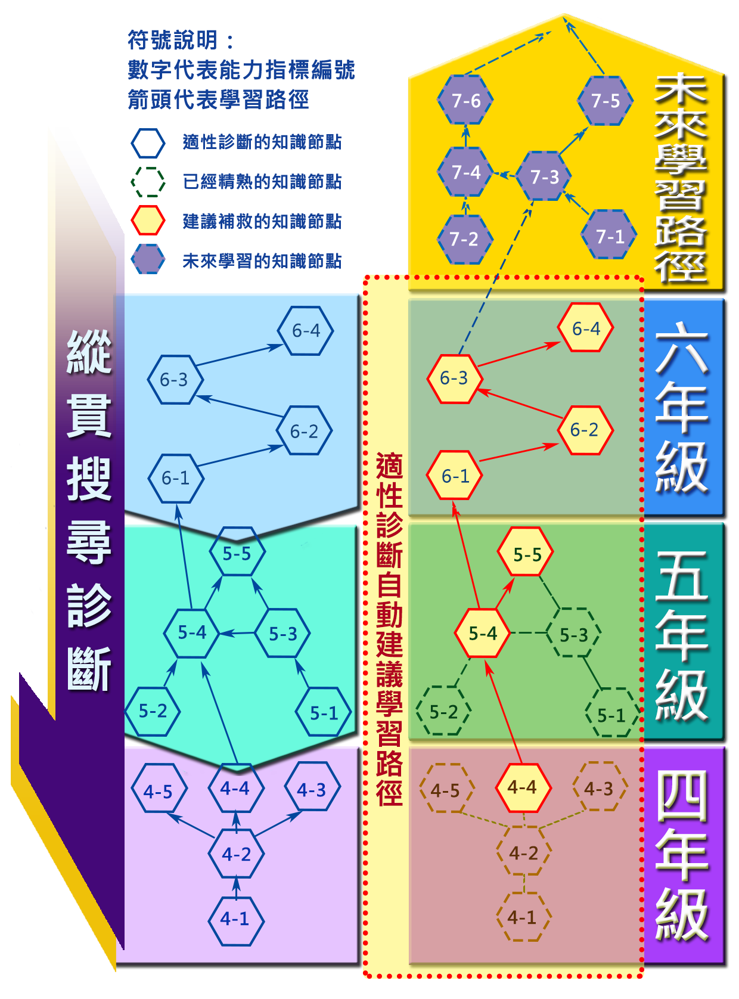 符號說明：
數字代表能力指標編號
箭頭代表學習路徑
適性診斷的知識節點
已經精熟的知識節點
建議補救的知識節點
未來學習的知識節點
縱貫搜尋診斷
6-4
6-3
6-2
6-1
5-5
5-4
5-3
5-2
5-1
4-5
4-4
4-3
4-2
4-1
適性診斷自動建議學習路徑
未來學習路徑
7-6
7-5
7-4
7-3
7-2
7-1
六年級
6-4
6-3
6-2
6-1
五年級
5-5
5-4
5-3
5-2
5-1
四年級
4-5
4-4
4-3
4-2
4-1